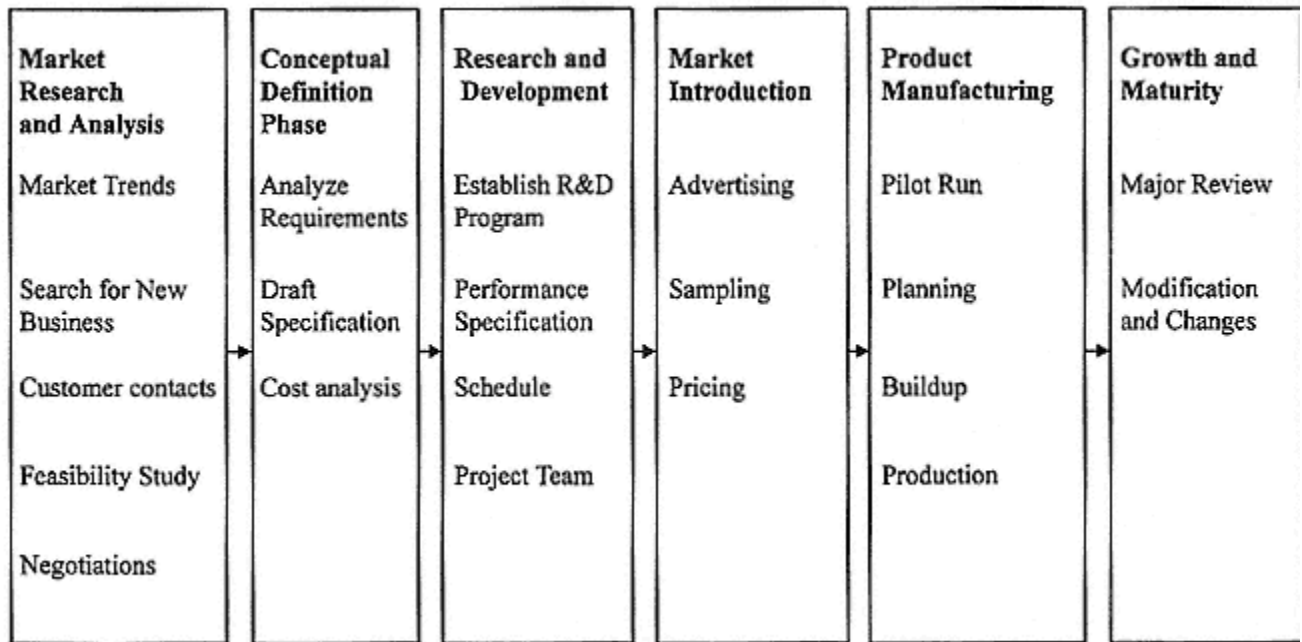 Market
Research
and Analysis
Market Trends
Search for New
Business
Customer contacts
Feasibility Study
Negotiations
Conceptual
Definition
Phase
Analyze
Requirements
Draft
Specification
Cost analysis
Research and
Development
Establish R&D
Program
Performance
Specification
Schedule
Project Team
Market
Introduction
Advertising
Sampling
Pricing
Product
Manufacturing
Pilot Run
Planning
Buildup
Production
Growth and
Maturity
Major Review
Modification
and Changes